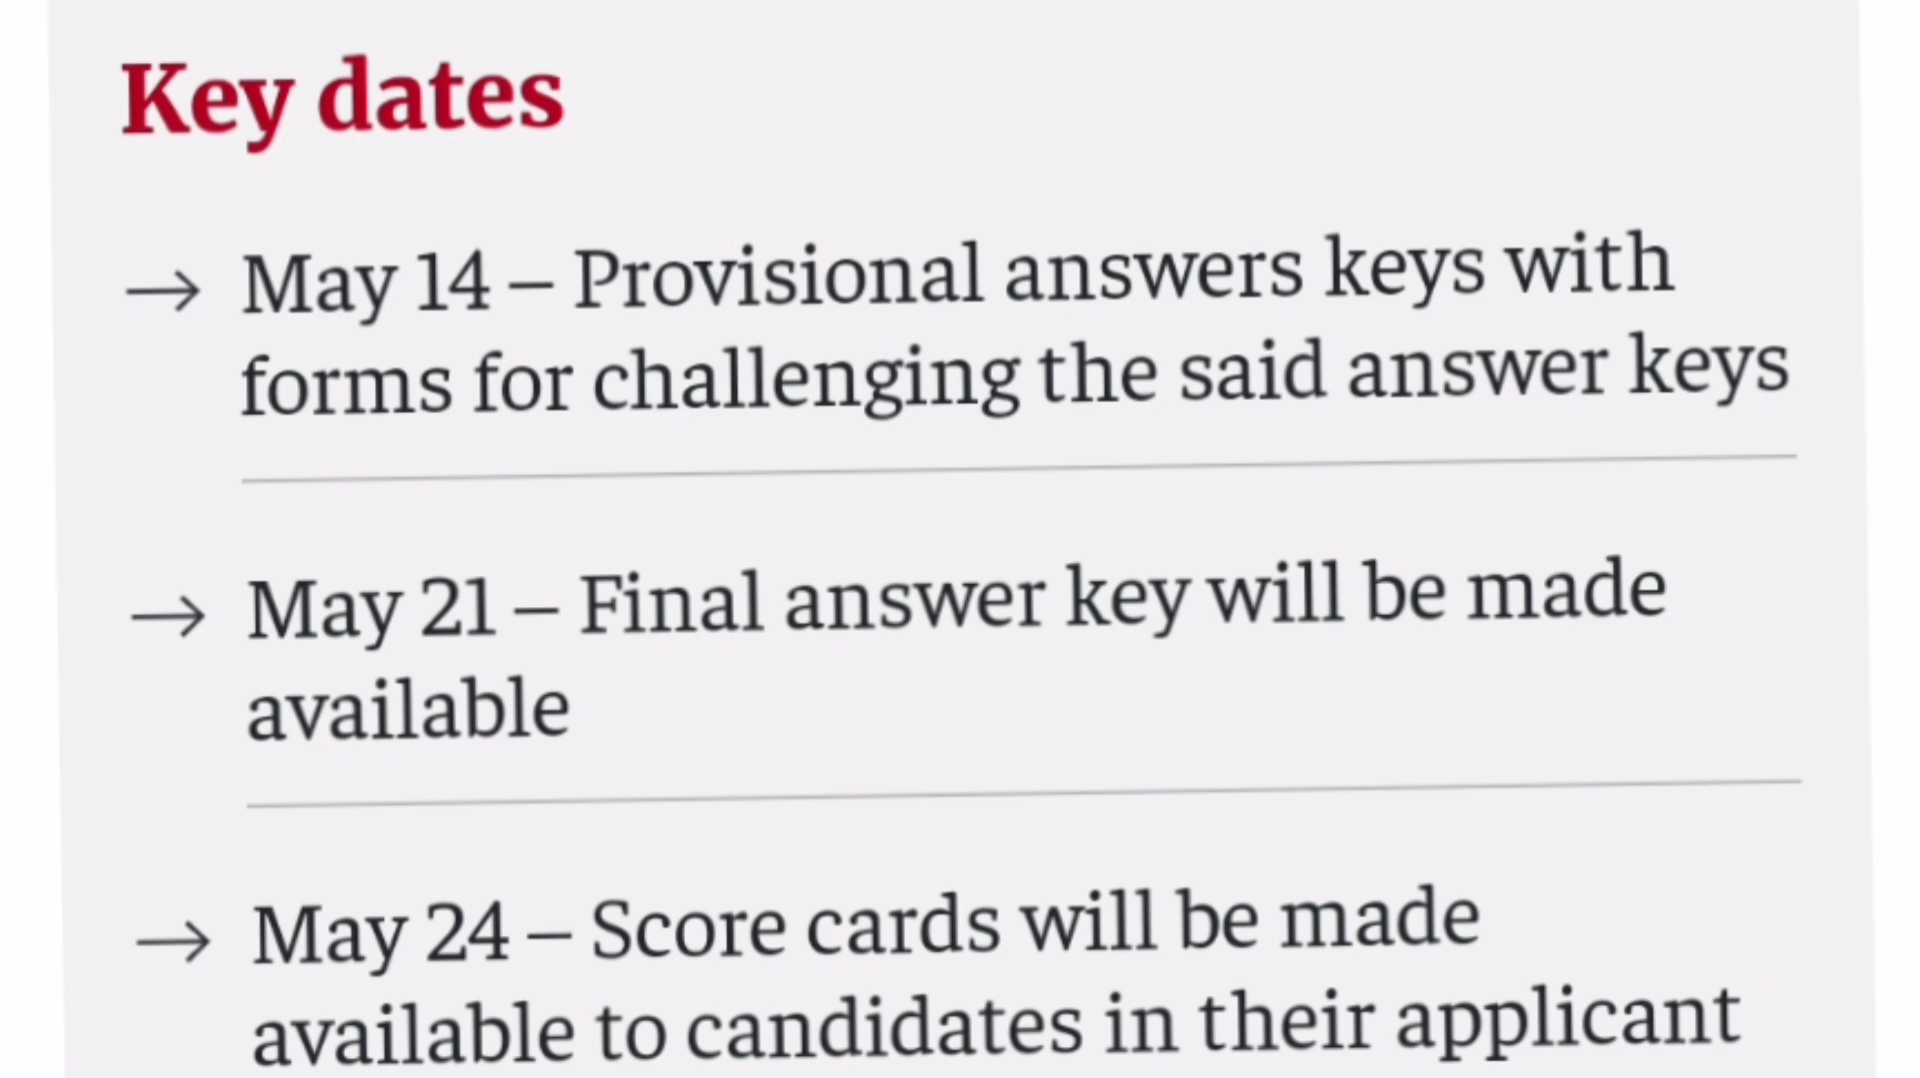 Key dates
→ May 14 – Provisional answers keys with
forms for challenging the said answer keys
→ May 21 – Final answer key will be made
available
→ May 24 – Score cards will be made
available to candidates in their applicant